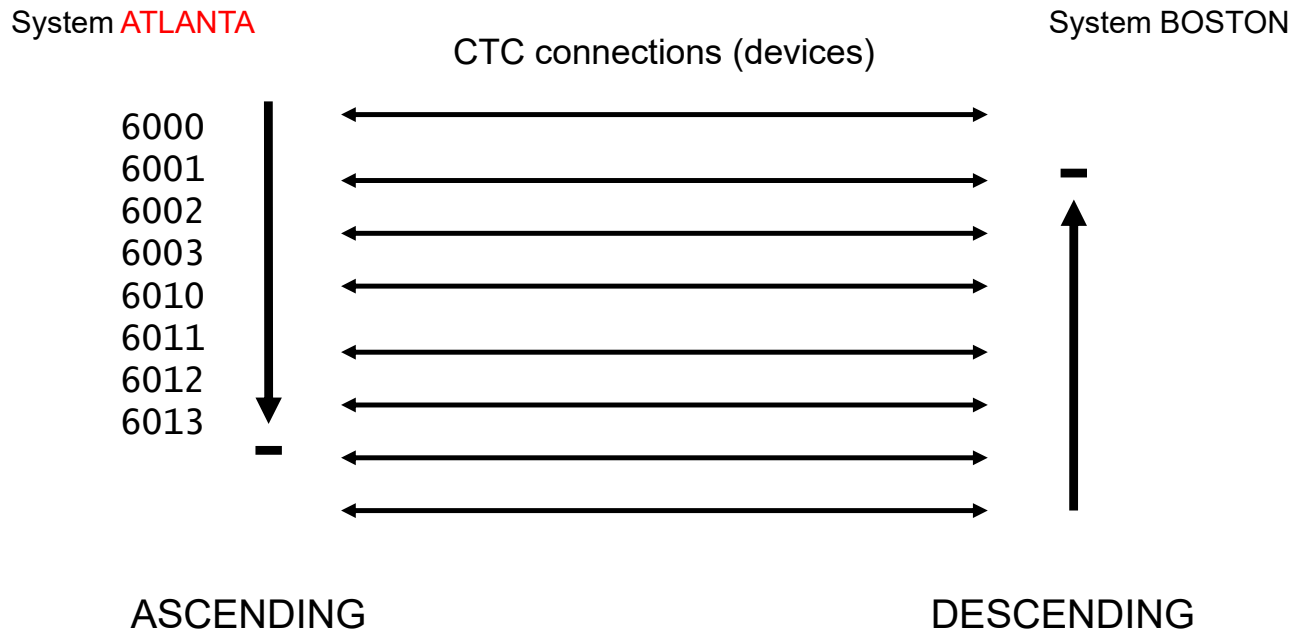 System ATLANTA
System BOSTON
CTC connections (devices)
6000
6001
6002
6003
6010
6011
6012
6013
ASCENDING
DESCENDING